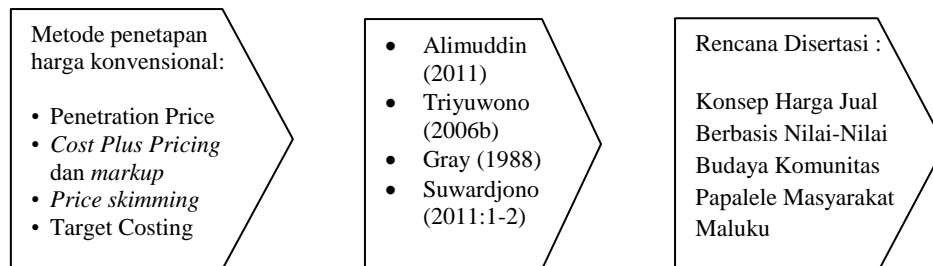 Metode penetapan
harga konvensional:
• Penetration Price
• Cost Plus Pricing
dan markup
• Price skimming
• Target Costing
• Alimuddin
(2011)
• Triyuwono
(2006b)
• Gray (1988)
• Suwardjono
(2011:1-2)
Rencana Disertasi :
Konsep Harga Jual
Berbasis Nilai-Nilai
Budaya Komunitas
Papalele Masyarakat
Maluku